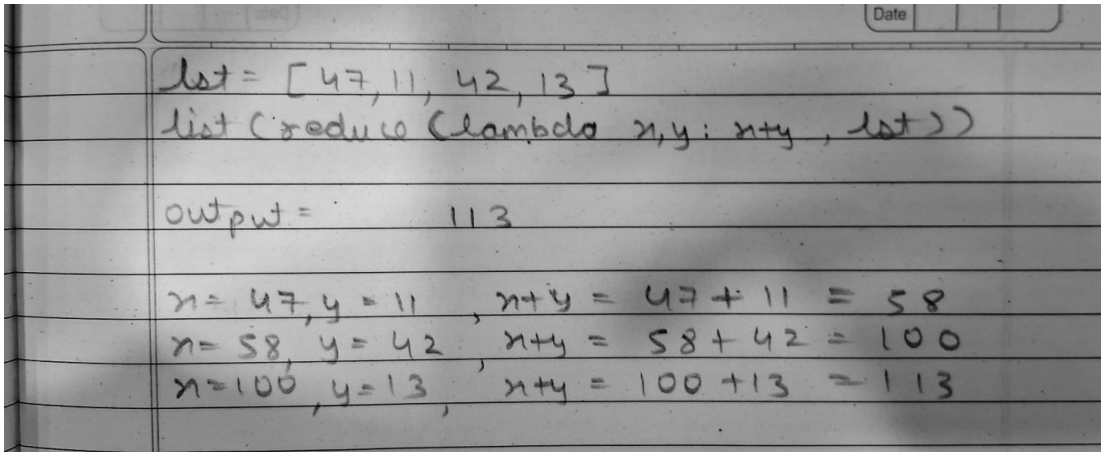 Date
lst = [47, 11, 42, 13]
list (reduce (lambda x,y: x+y , lst))
output = 113
x = 47, y = 11 , x+y = 47 + 11 = 58
x = 58, y = 42 , x+y = 58 + 42 = 100
x = 100, y = 13 , x+y = 100 + 13 = 113